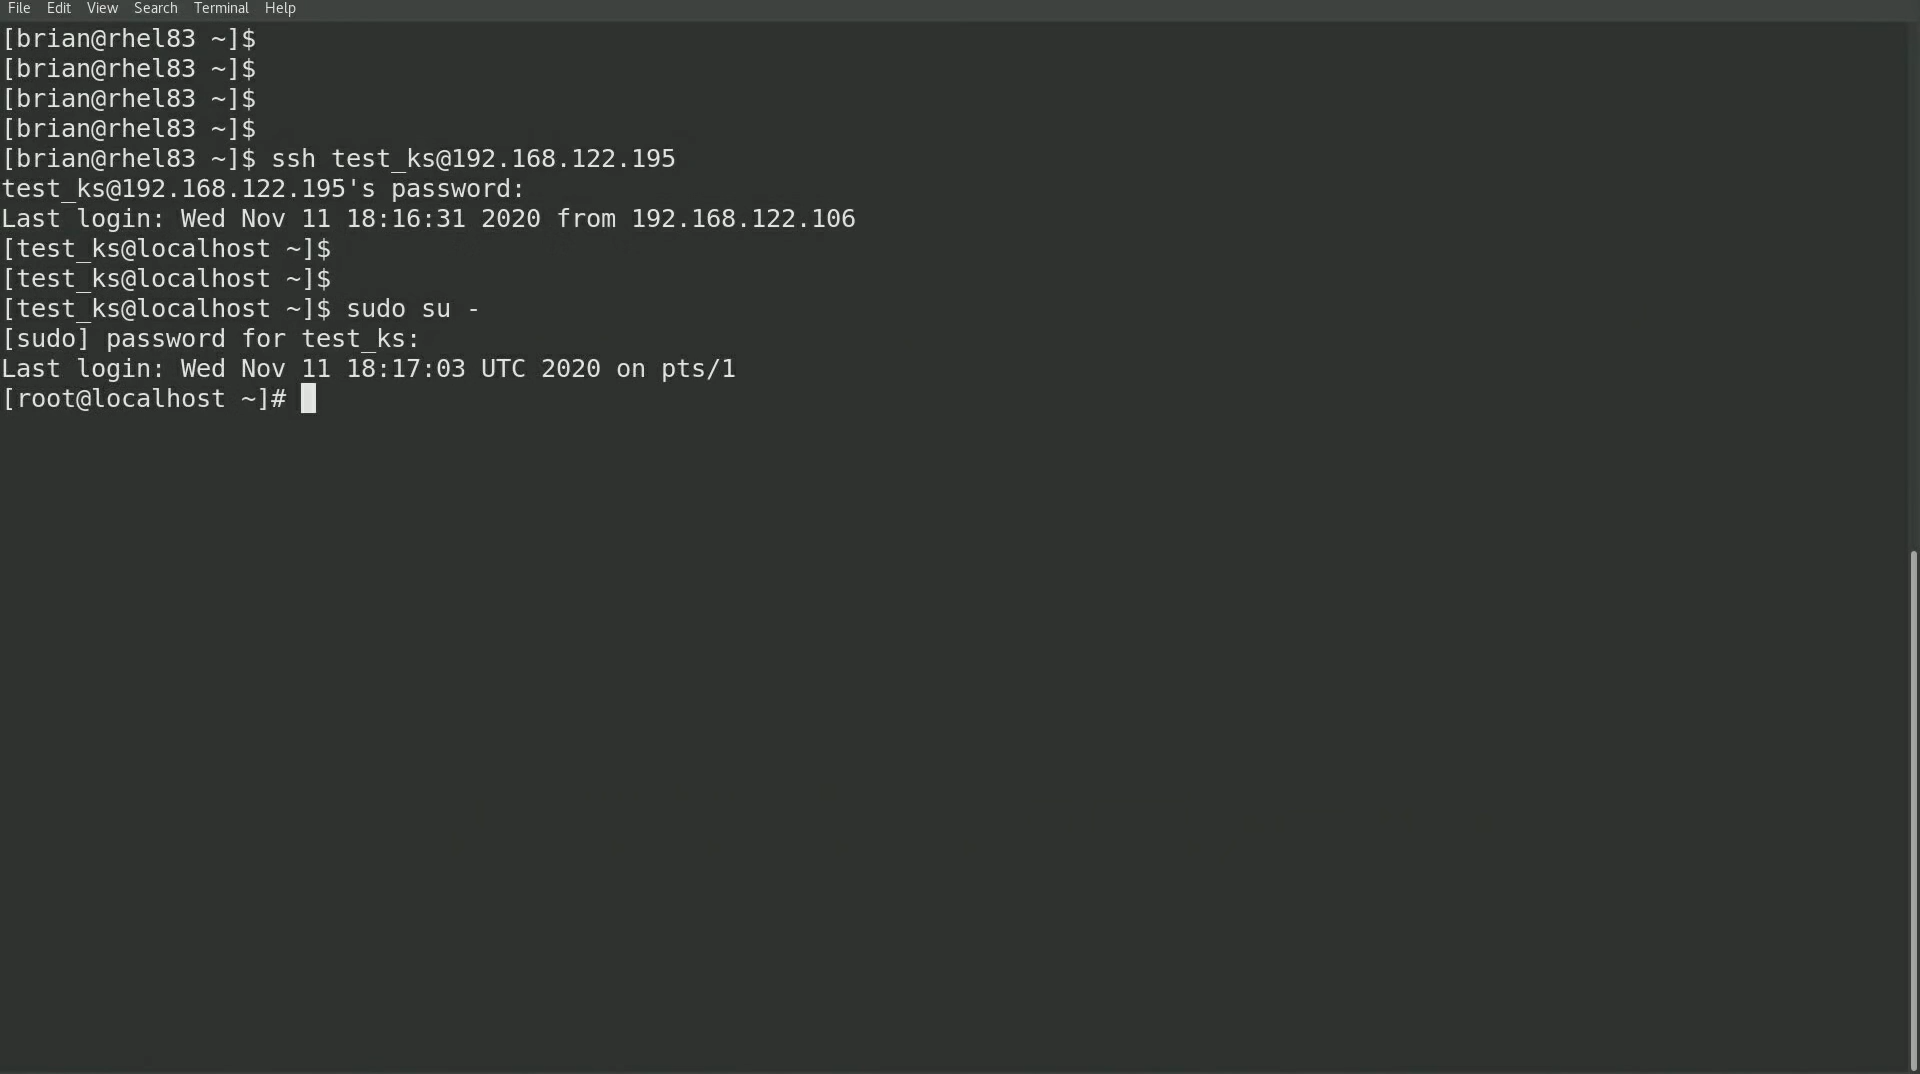 File Edit View Search Terminal Help
[brian@rhel83 ~]$
[brian@rhel83 ~]$
[brian@rhel83 ~]$
[brian@rhel83 ~]$
[brian@rhel83 ~]$ ssh test_ks@192.168.122.195
test_ks@192.168.122.195's password:
Last login: Wed Nov 11 18:16:31 2020 from 192.168.122.106
[test_ks@localhost ~]$
[test_ks@localhost ~]$
[test_ks@localhost ~]$ sudo su -
[sudo] password for test_ks:
Last login: Wed Nov 11 18:17:03 UTC 2020 on pts/1
[root@localhost ~]#